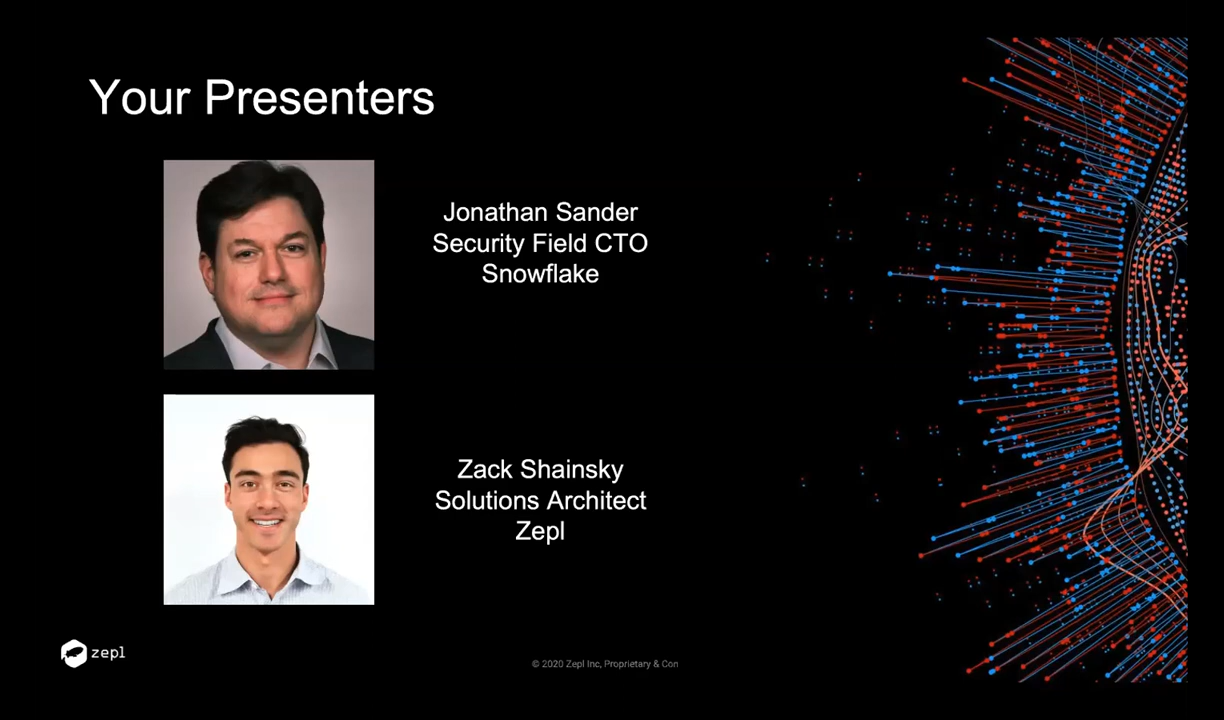 Your Presenters
Jonathan Sander
Security Field CTO
Snowflake
Zack Shainsky
Solutions Architect
Zepl
zepl
© 2020 Zepl Inc, Proprietary & Con